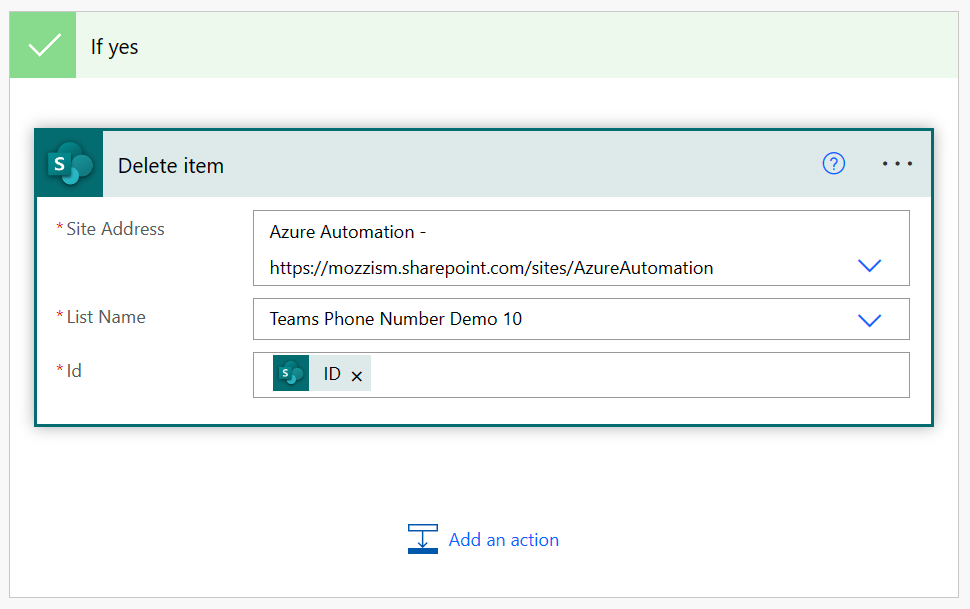 If yes
S
Delete item
?
* Site Address
Azure Automation -
https://mozzism.sharepoint.com/sites/AzureAutomation
* List Name
Teams Phone Number Demo 10
* Id
S
ID ×
Add an action